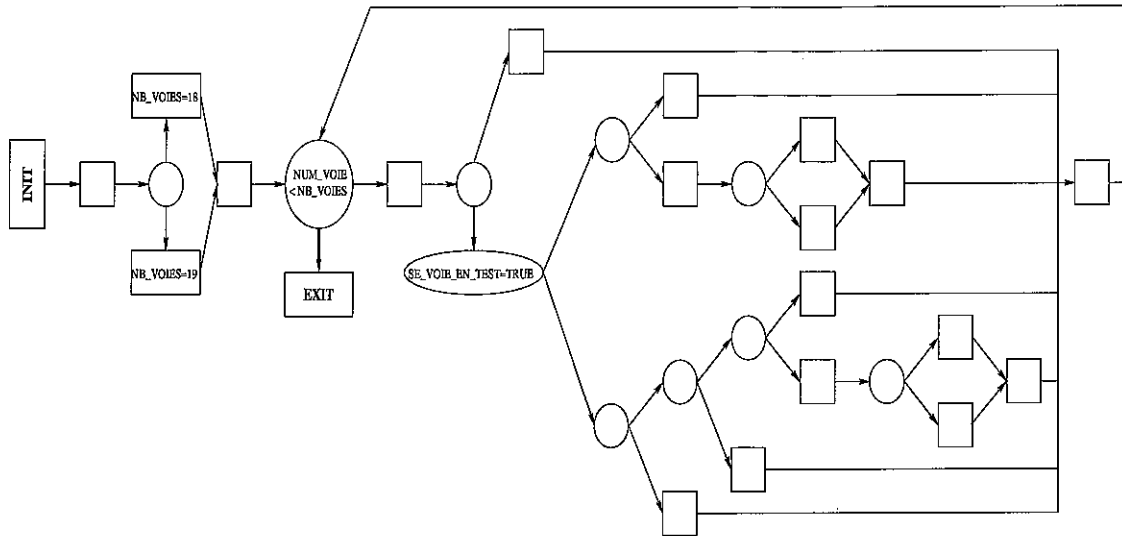 INIT
NB_VOIES=18
NB_VOIES=19
NUM_VOIE
<NB_VOIES
EXIT
SE_VOIE_EN_TEST=TRUE